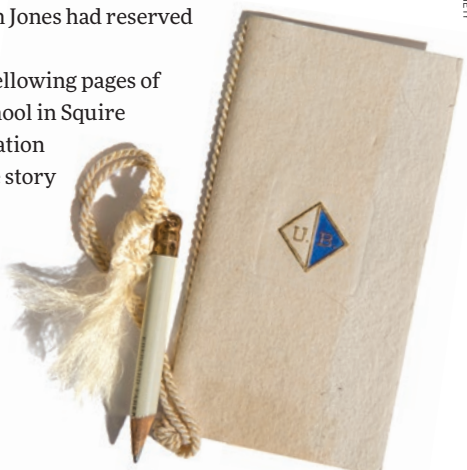 n Jones had reserved
ellowing pages of
hool in Squire
ation
story
U. B.